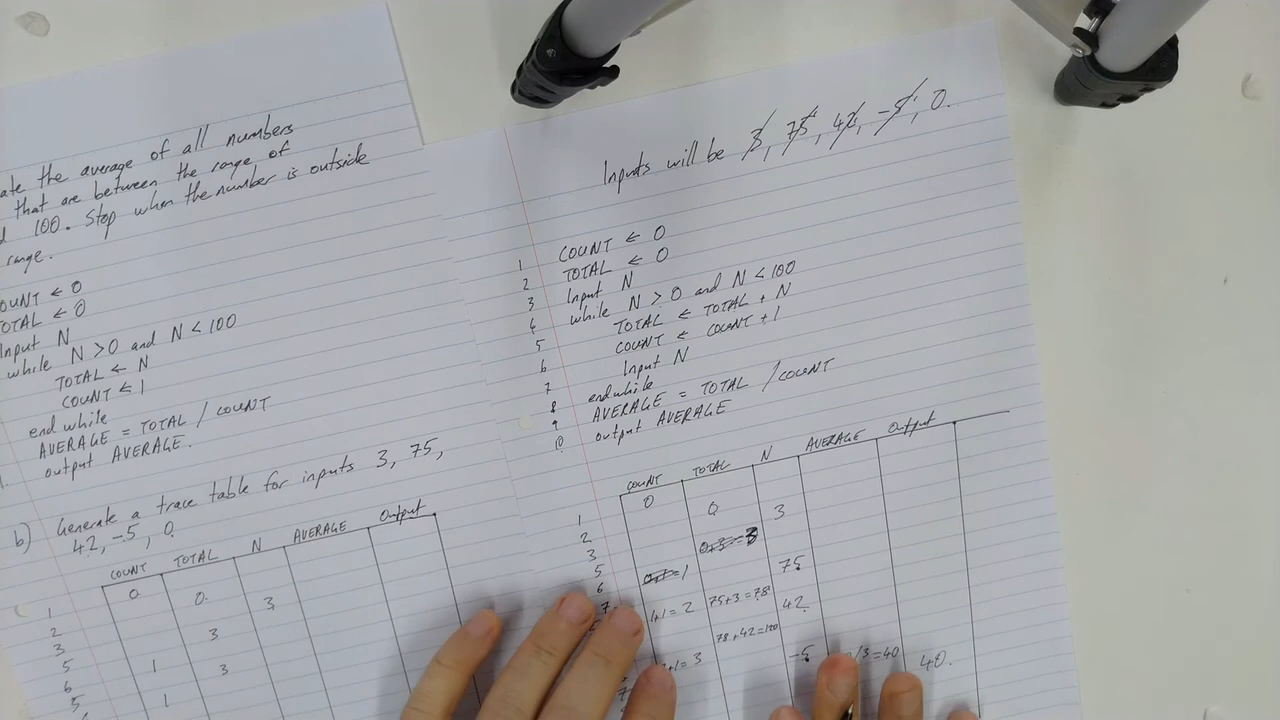 ate the average of all numbers
that are between the range, of
d 100. Stop when the number is outside
range.
OUNT ← 0
TOTAL ← 0
Input N
while N > 0 and N < 100
TOTAL ← N
COUNT ← 1
end while
AVERAGE = TOTAL / COUNT
output AVERAGE.
b) Generate a trace table for inputs 3, 75,
42, -5, 0.
COUNT TOTAL N AVERAGE Output
1 0
2 0
3 3
5 3
6 1
5 3
1
Inputs will be 3, 75, 42, -5, 0.
1 COUNT ← 0
2 TOTAL ← 0
3 Input N
4 while N > 0 and N < 100
5 TOTAL ← TOTAL + N
6 COUNT ← COUNT + 1
7 Input N
8 endwhile
9 AVERAGE = TOTAL / COUNT
10 output AVERAGE
COUNT TOTAL N AVERAGE Output
1 0
2 0
3 3
5 0+3=3
6 =1
7 75
75+3=78
+1=2
42
78+42=120
+1=3
-5
/3=40 40.